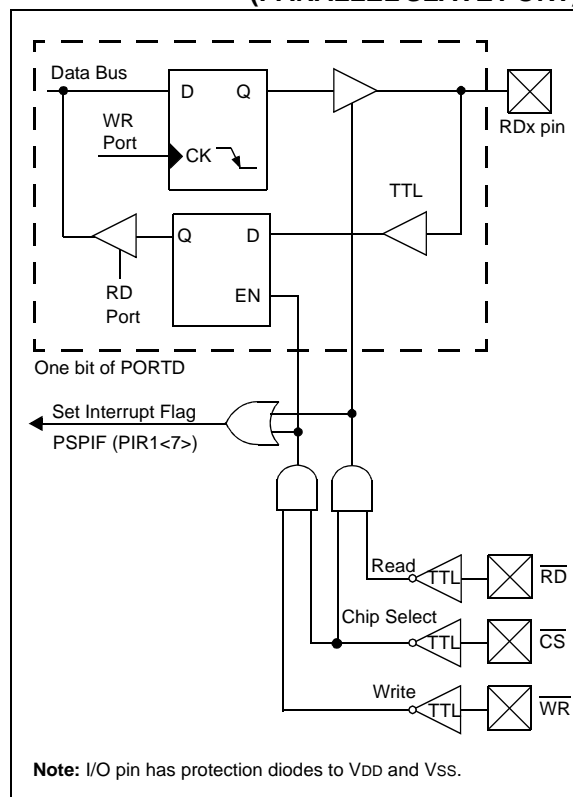 Data Bus
D Q
WR
Port
CK
RDx pin
TTL
Q D
EN
RD
Port
One bit of PORTD
Set Interrupt Flag
PSPIF (PIR1<7>)
Read
TTL
RD
Chip Select
TTL
CS
Write
TTL
WR
Note: I/O pin has protection diodes to VDD and VSS.